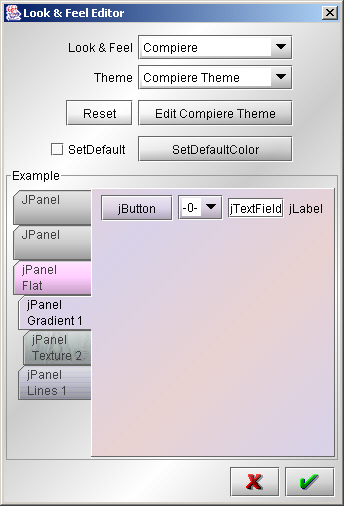 Look & Feel Editor
Look & Feel Compiere
Theme Compiere Theme
Reset Edit Compiere Theme
SetDefault SetDefaultColor
Example
JPanel
jButton -0- jTextField jLabel
JPanel
jPanel
Flat
jPanel
Gradient 1
jPanel
Texture 2
jPanel
Lines 1